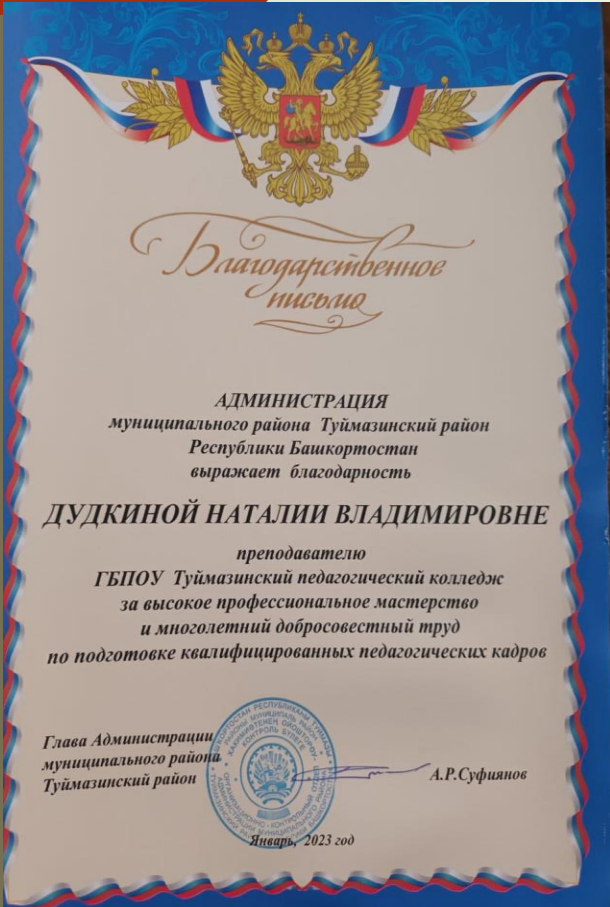 Благодарственное
письмо
АДМИНИСТРАЦИЯ
муниципального района Туймазинский район
Республики Башкортостан
выражает благодарность
ДУДКИНОЙ НАТАЛИИ ВЛАДИМИРОВНЕ
преподавателю
ГБПОУ Туймазинский педагогический колледж
за высокое профессиональное мастерство
и многолетний добросовестный труд
по подготовке квалифицированных педагогических кадров
Глава Администрации
муниципального района
Туймазинский район
А.Р.Суфиянов
Январь, 2023 год